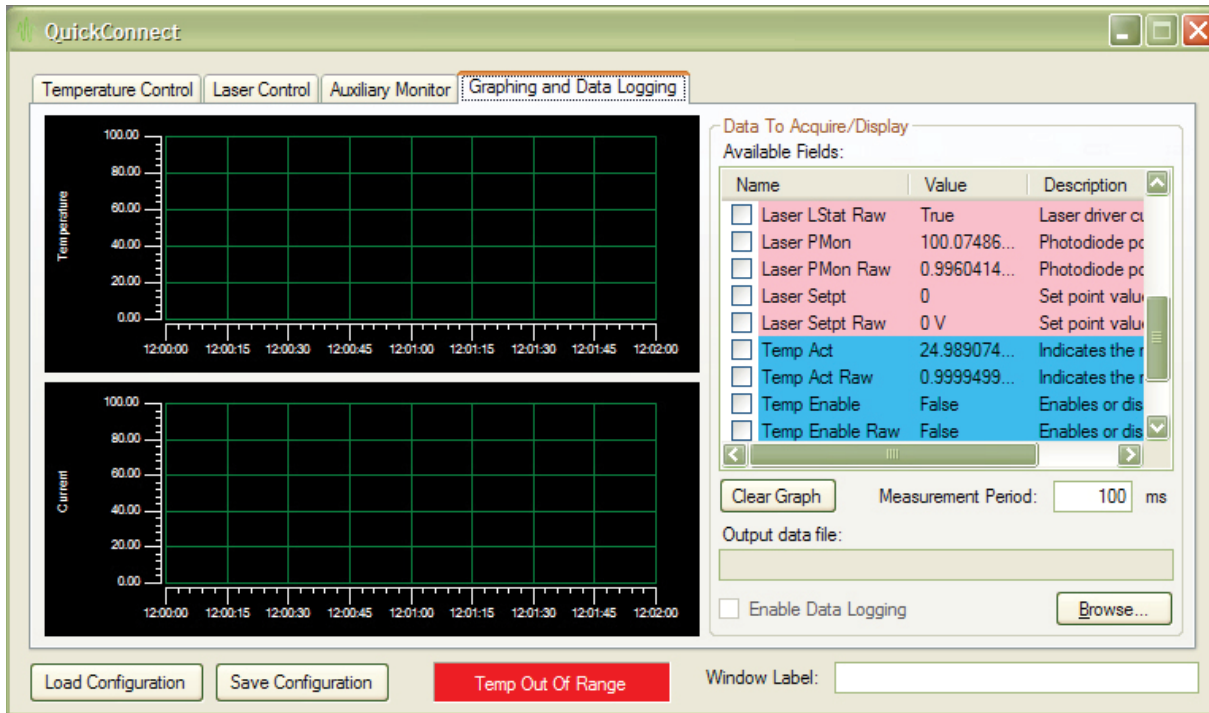 QuickConnect
Temperature Control Laser Control Auxiliary Monitor Graphing and Data Logging
100.00
80.00
60.00
40.00
20.00
0.00
Temperature
12:00:00 12:00:15 12:00:30 12:00:45 12:01:00 12:01:15 12:01:30 12:01:45 12:02:00
100.00
80.00
60.00
40.00
20.00
0.00
Current
12:00:00 12:00:15 12:00:30 12:00:45 12:01:00 12:01:15 12:01:30 12:01:45 12:02:00
Data To Acquire/Display
Available Fields:
Name Value Description
Laser LStat Raw True Laser driver cu
Laser PMon 100.07486... Photodiode po
Laser PMon Raw 0.9960414... Photodiode po
Laser Setpt 0 Set point value
Laser Setpt Raw 0 V Set point value
Temp Act 24.989074... Indicates the r
Temp Act Raw 0.9999499... Indicates the r
Temp Enable False Enables or dis
Temp Enable Raw False Enables or dis
Clear Graph Measurement Period: 100 ms
Output data file:
Enable Data Logging Browse...
Load Configuration Save Configuration Temp Out Of Range Window Label: